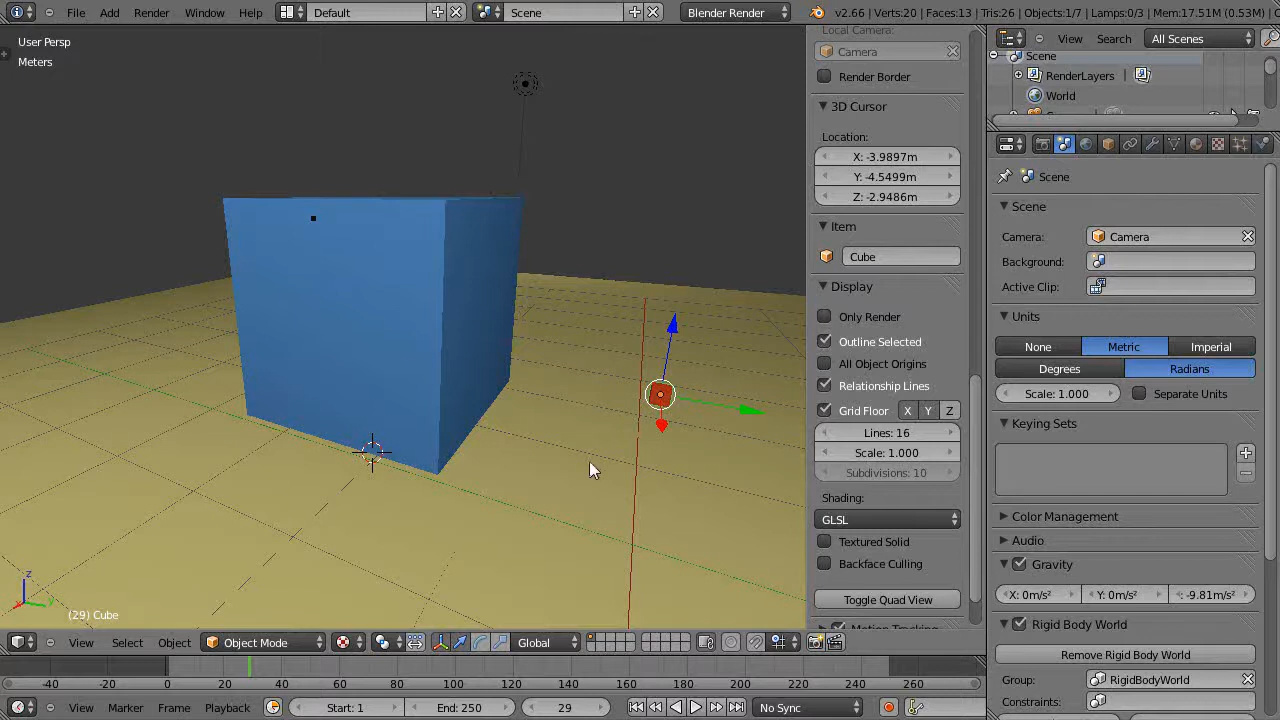 File Add Render Window Help Default Scene Blender Render v2.66 | Verts:20 | Faces:13 | Tris:26 | Objects:1/7 | Lamps:0/3 | Mem:17.51M (0.53M) |
User Persp
Meters
(29) Cube
Local Camera:
Camera
Render Border
3D Cursor
Location:
X: -3.9897m
Y: -4.5499m
Z: -2.9486m
Item
Cube
Display
Only Render
Outline Selected
All Object Origins
Relationship Lines
Grid Floor X Y Z
Lines: 16
Scale: 1.000
Subdivisions: 10
Shading:
GLSL
Textured Solid
Backface Culling
Toggle Quad View
Motion Tracking
View Search All Scenes
Scene
RenderLayers |
World
Scene
Scene
Camera: Camera
Background:
Active Clip:
Units
None Metric Imperial
Degrees Radians
Scale: 1.000 Separate Units
Keying Sets
Color Management
Audio
Gravity
X: 0m/s² Y: 0m/s² -9.81m/s²
Rigid Body World
Remove Rigid Body World
Group: RigidBodyWorld
Constraints:
View Select Object Object Mode Global
-40 -20 0 20 40 60 80 100 120 140 160 180 200 220 240 260
View Marker Frame Playback Start: 1 End: 250 29 No Sync
x y z